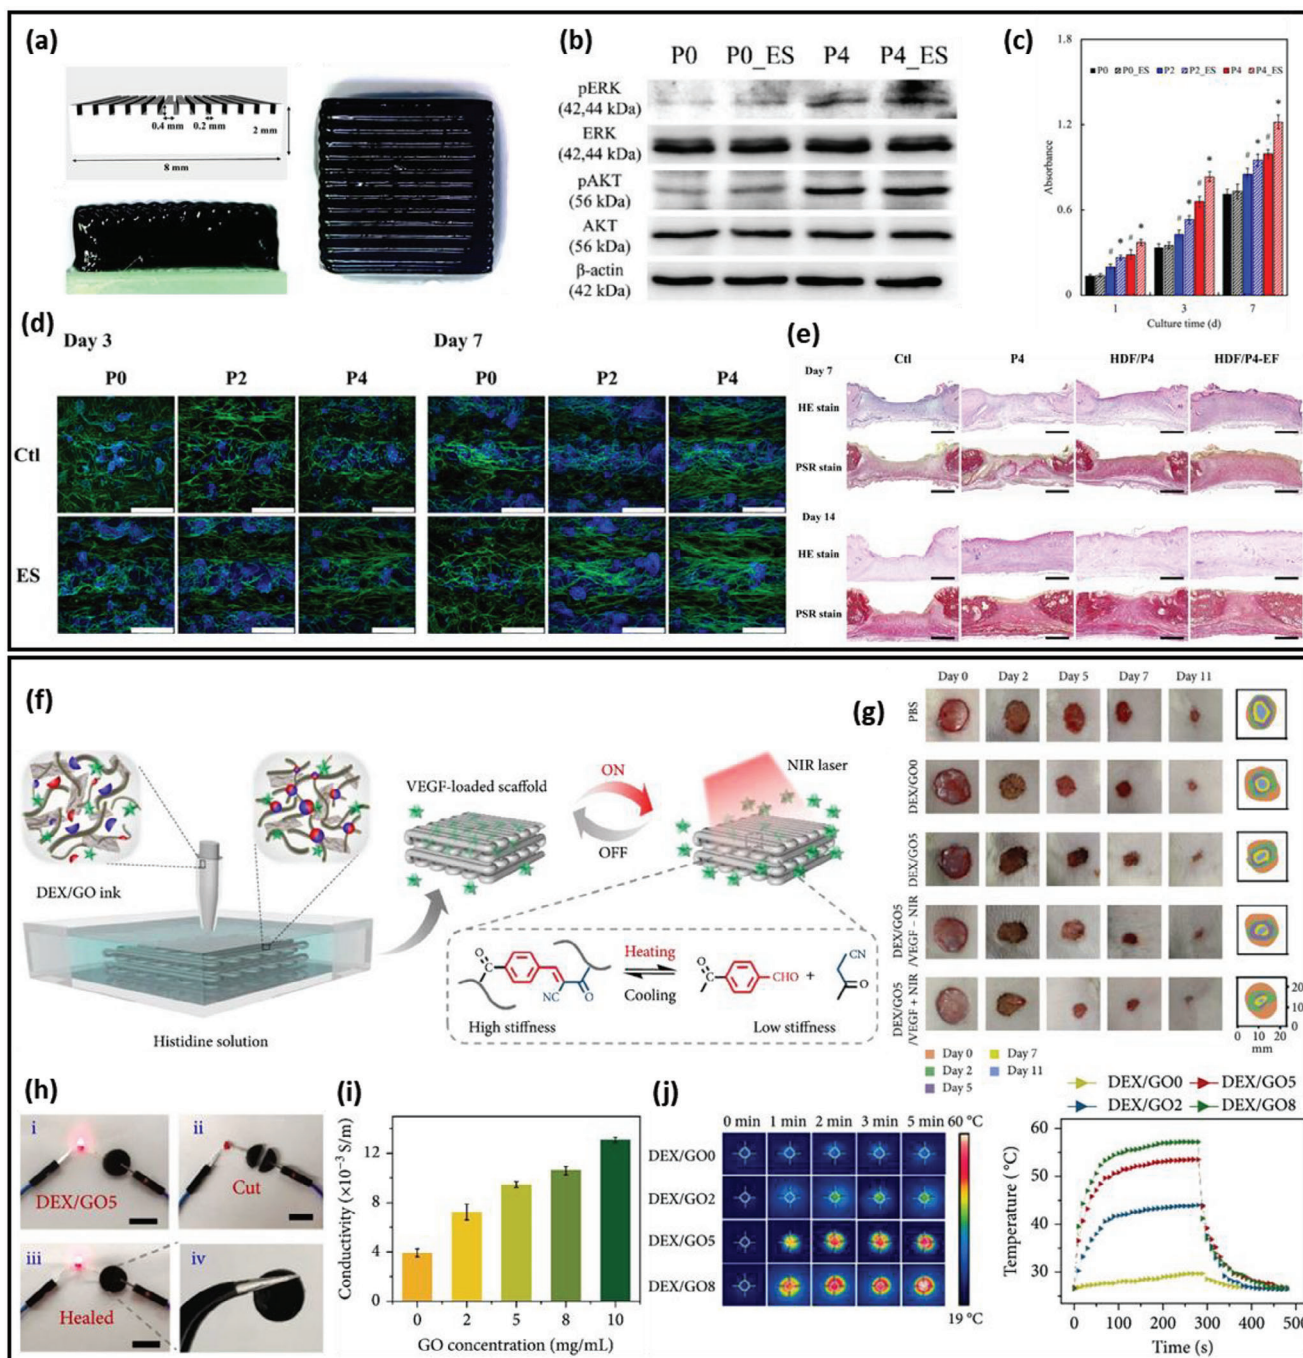 (a)
0.4 mm
0.2 mm
2 mm
8 mm
(b)
P0 P0_ES P4 P4_ES
pERK
(42,44 kDa)
ERK
(42,44 kDa)
pAKT
(56 kDa)
AKT
(56 kDa)
β-actin
(42 kDa)
(c)
1.8
1.2
0.6
0
Absorbance
P0 P0_ES P2 P2_ES P4 P4_ES
# * # *
# * # *
# * # *
1 3 7
Culture time (d)
(d)
Day 3 Day 7
P0 P2 P4 P0 P2 P4
Ctl
ES
(e)
Ctl P4 HDF/P4 HDF/P4-EF
Day 7
HE stain
PSR stain
Day 14
HE stain
PSR stain
(f)
DEX/GO ink
Histidine solution
VEGF-loaded scaffold
ON
OFF
NIR laser
O
C
NC
O
Heating
Cooling
O
C
CHO
+
CN
O
High stiffness
Low stiffness
(g)
Day 0 Day 2 Day 5 Day 7 Day 11
PBS
DEX/GO0
DEX/GO5
DEX/GO5
/VEGF − NIR
DEX/GO5
/VEGF + NIR
20
10
0
0 10 20
mm
Day 0 Day 7
Day 2 Day 11
Day 5
(h)
i
DEX/GO5
ii
Cut
iii
Healed
iv
(i)
Conductivity (×10⁻³ S/m)
12
8
4
0
0 2 5 8 10
GO concentration (mg/mL)
(j)
0 min 1 min 2 min 3 min 5 min 60 °C
DEX/GO0
DEX/GO2
DEX/GO5
DEX/GO8
19 °C
DEX/GO0 DEX/GO5
DEX/GO2 DEX/GO8
Temperature (°C)
60
50
40
30
0 100 200 300 400 500
Time (s)